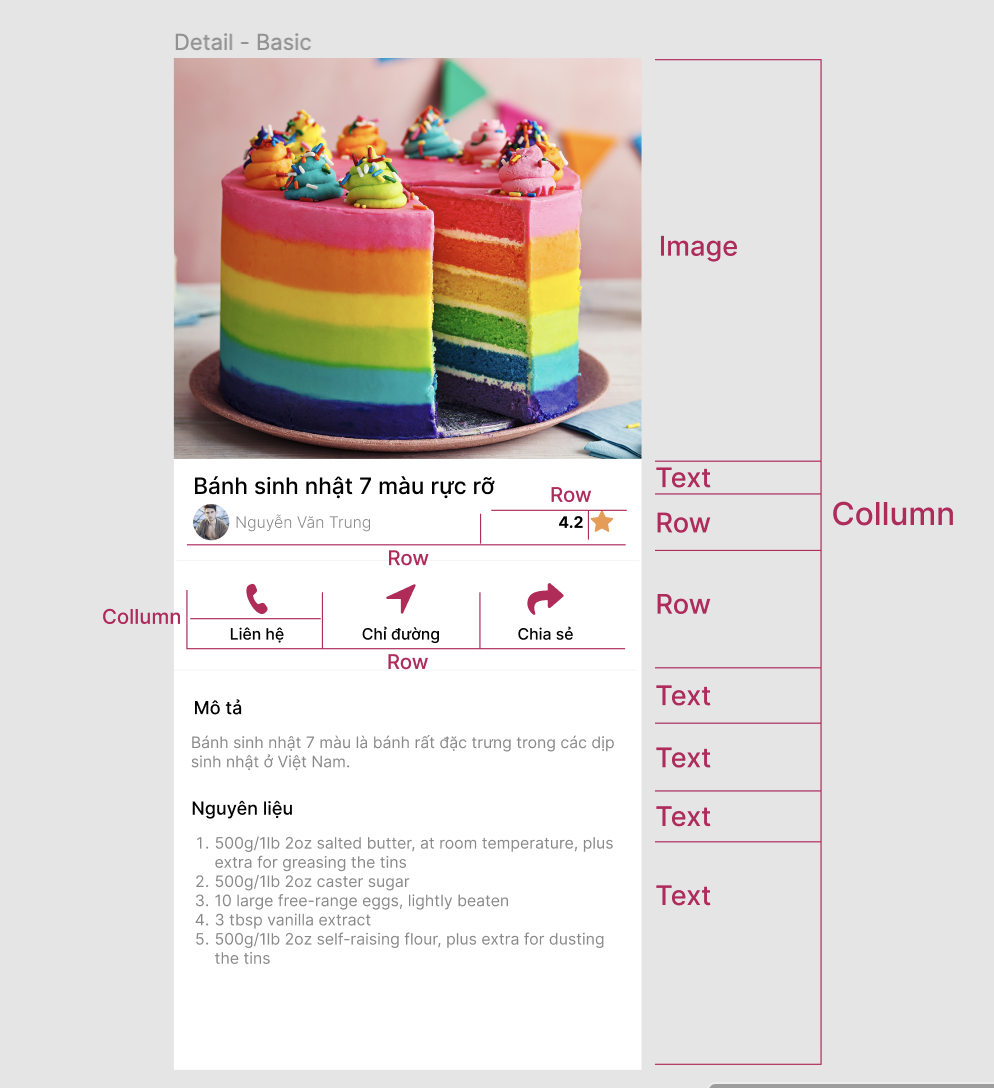 Detail - Basic
Image
Bánh sinh nhật 7 màu rực rỡ
Text
Row
Nguyễn Văn Trung
4.2
Row
Collumn
Row
Collumn
Liên hệ
Chỉ đường
Chia sẻ
Row
Row
Mô tả
Text
Bánh sinh nhật 7 màu là bánh rất đặc trưng trong các dịp
sinh nhật ở Việt Nam.
Text
Nguyên liệu
Text
1. 500g/1lb 2oz salted butter, at room temperature, plus
extra for greasing the tins
2. 500g/1lb 2oz caster sugar
3. 10 large free-range eggs, lightly beaten
4. 3 tbsp vanilla extract
5. 500g/1lb 2oz self-raising flour, plus extra for dusting
the tins
Text